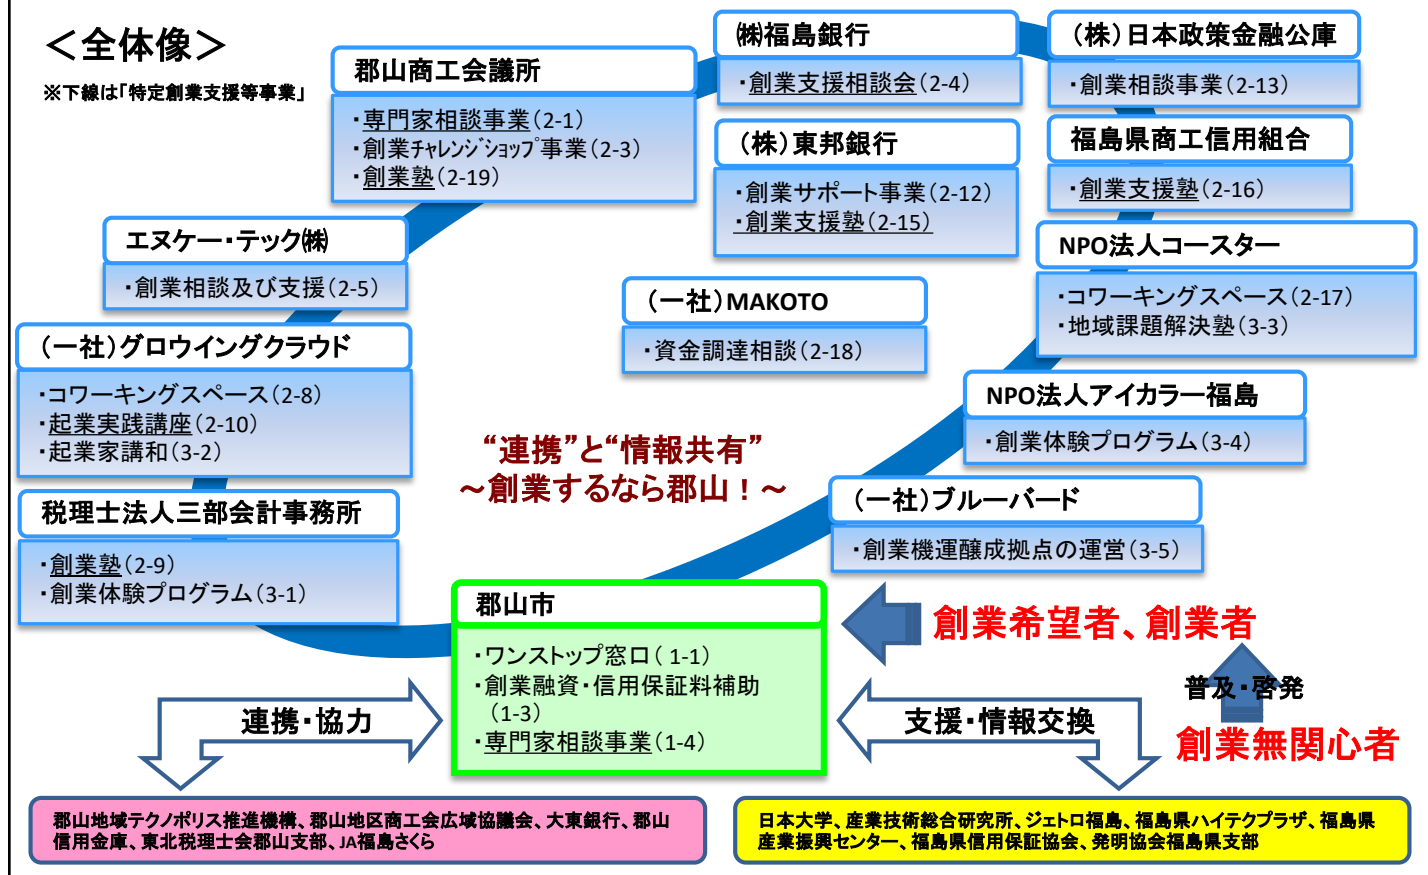 ＜全体像＞
※下線は「特定創業支援等事業」
郡山商工会議所
・専門家相談事業（2-1）
・創業ﾁｬﾚﾝｼﾞｼｮｯﾌﾟ事業（2-3）
・創業塾（2-19）
㈱福島銀行
・創業支援相談会（2-4）
（株）東邦銀行
・創業サポート事業（2-12）
・創業支援塾（2-15）
（株）日本政策金融公庫
・創業相談事業（2-13）
福島県商工信用組合
・創業支援塾（2-16）
NPO法人コースター
・コワーキングスペース（2-17）
・地域課題解決塾（3-3）
エヌケー・テック㈱
・創業相談及び支援（2-5）
（一社）MAKOTO
・資金調達相談（2-18）
（一社）グロウイングクラウド
・コワーキングスペース（2-8）
・起業実践講座（2-10）
・起業家講和（3-2）
NPO法人アイカラー福島
・創業体験プログラム（3-4）
“連携”と“情報共有”
～創業するなら郡山！～
税理士法人三部会計事務所
・創業塾（2-9）
・創業体験プログラム（3-1）
（一社）ブルーバード
・創業機運醸成拠点の運営（3-5）
郡山市
・ワンストップ窓口（ 1-1）
・創業融資・信用保証料補助
（1-3）
・専門家相談事業（1-4）
創業希望者、創業者
普及・啓発
創業無関心者
連携・協力
支援・情報交換
郡山地域テクノポリス推進機構、郡山地区商工会広域協議会、大東銀行、郡山
信用金庫、東北税理士会郡山支部、JA福島さくら
日本大学、産業技術総合研究所、ジェトロ福島、福島県ハイテクプラザ、福島県
産業振興センター、福島県信用保証協会、発明協会福島県支部